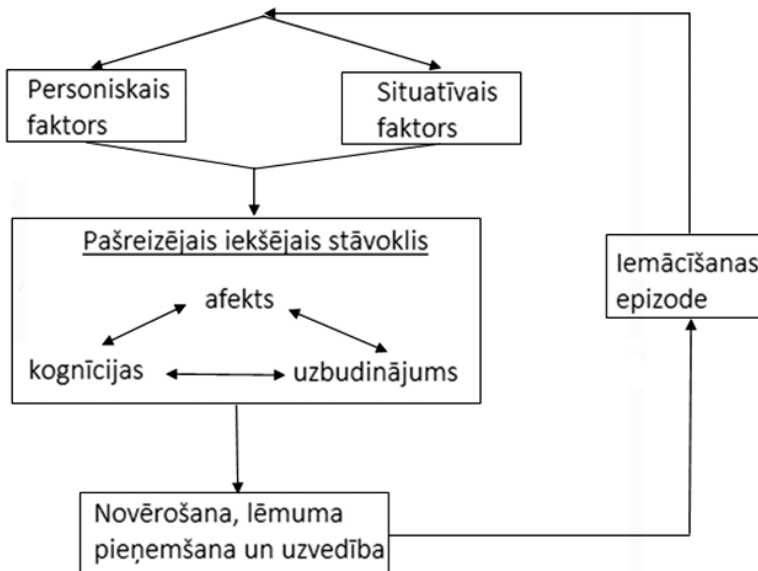 Personiskais
faktors
Situatīvais
faktors
Pašreizējais iekšējais stāvoklis
afekts
kognīcijas
uzbudinājums
Iemācīšanas
epizode
Novērošana, lēmuma
pieņemšana un uzvedība